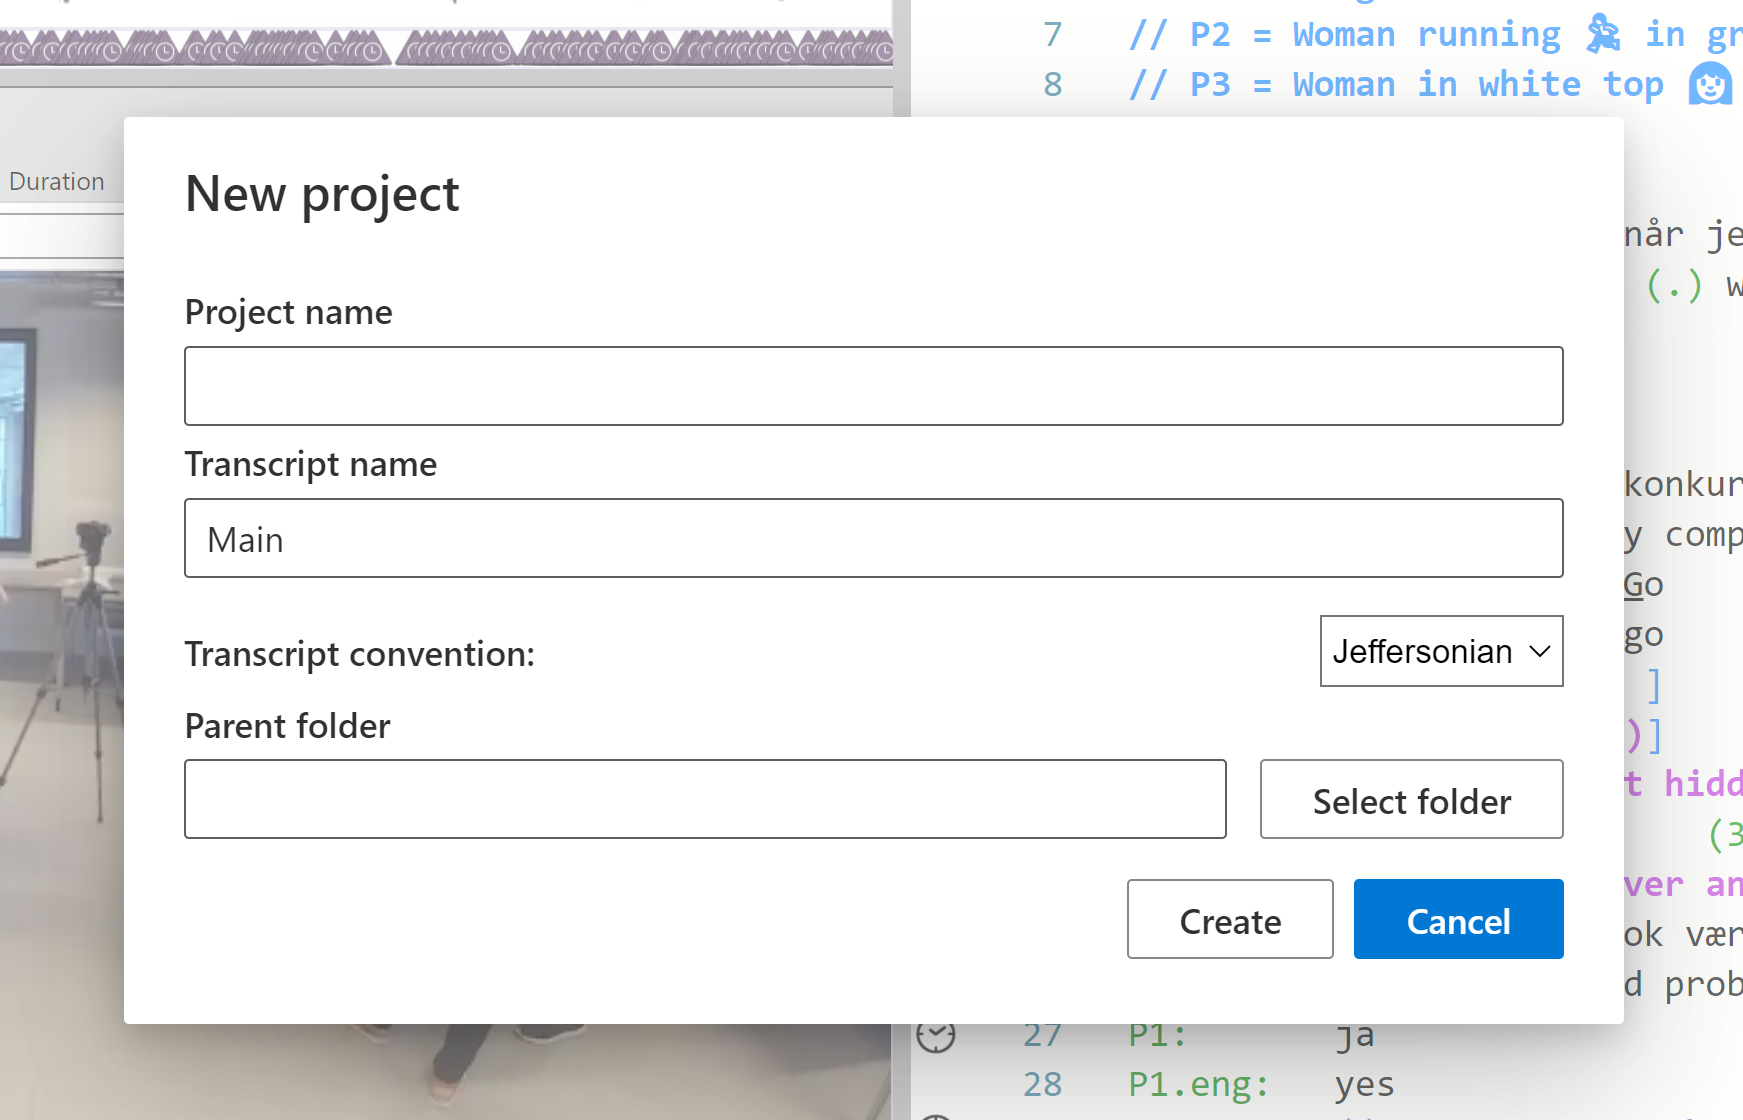 7 // P2 = Woman running in gr
8 // P3 = Woman in white top
Duration
New project
Project name
Transcript name
Main
Transcript convention:
Jeffersonian
Parent folder
Select folder
Create
Cancel
når je
(.) w
konkur
y comp
Go
go
]
)]
t hidd
(3
ver an
ok vær
d prob
27 P1: ja
28 P1.eng: yes